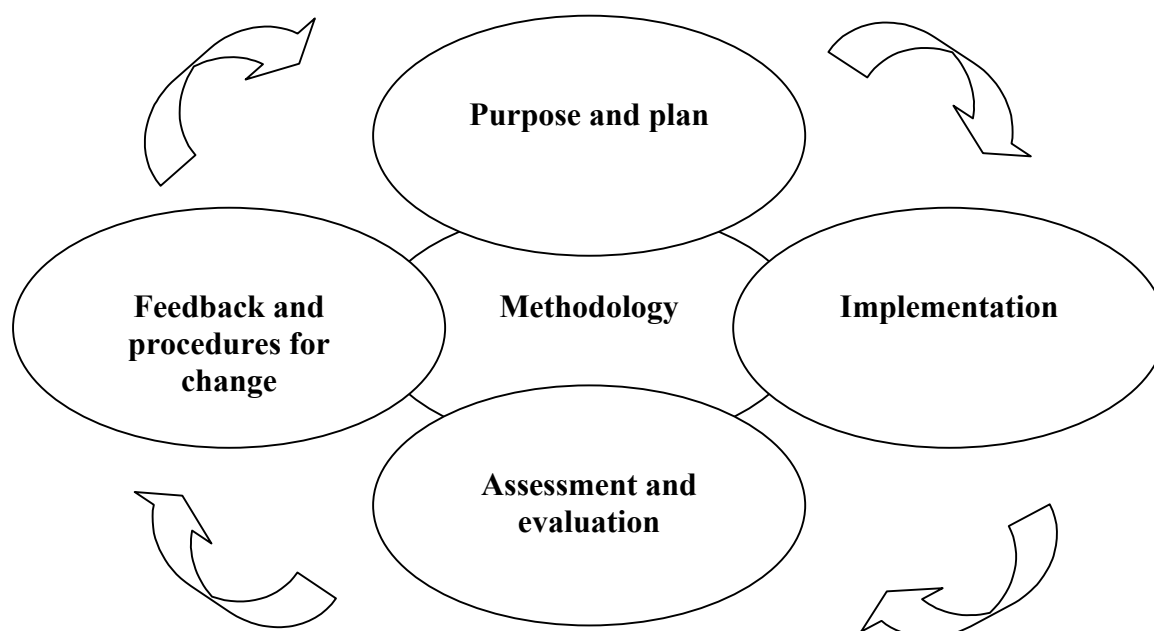 Purpose and plan
Feedback and
procedures for
change
Methodology
Implementation
Assessment and
evaluation